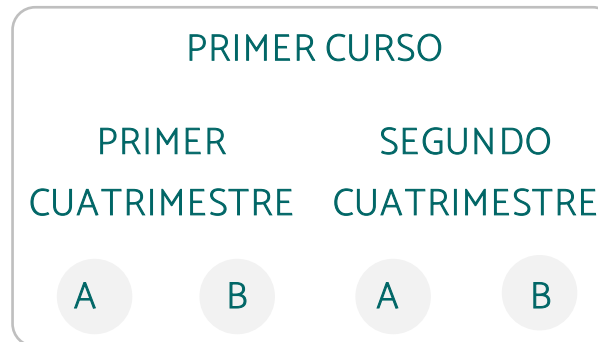 PRIMER CURSO
PRIMER
CUATRIMESTRE
SEGUNDO
CUATRIMESTRE
A B
A B